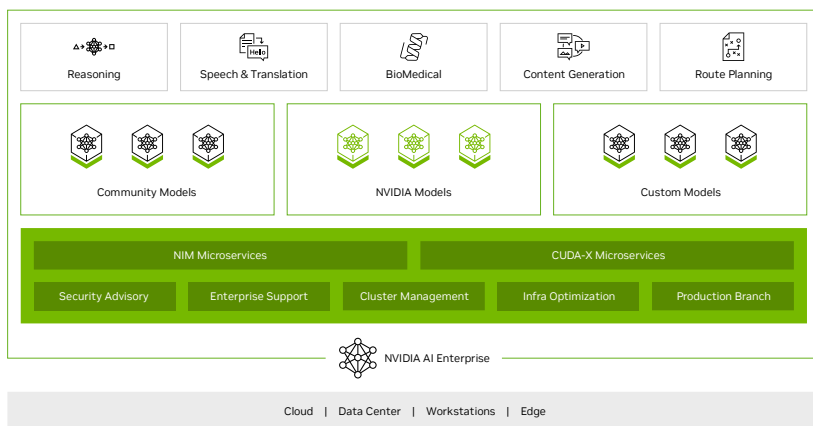 Hello
Reasoning
Speech & Translation
BioMedical
Content Generation
Route Planning
Community Models
NVIDIA Models
Custom Models
NIM Microservices
CUDA-X Microservices
Security Advisory
Enterprise Support
Cluster Management
Infra Optimization
Production Branch
NVIDIA AI Enterprise
Cloud | Data Center | Workstations | Edge